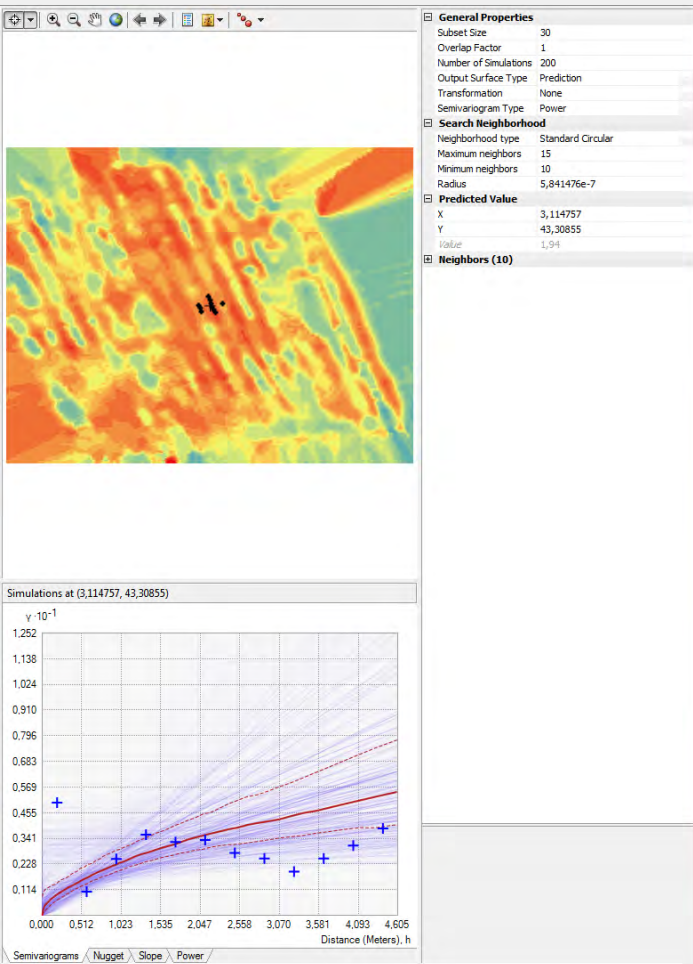 General Properties
Subset Size 30
Overlap Factor 1
Number of Simulations 200
Output Surface Type Prediction
Transformation None
Semivariogram Type Power
Search Neighborhood
Neighborhood type Standard Circular
Maximum neighbors 15
Minimum neighbors 10
Radius 5,841476e-7
Predicted Value
X 3,114757
Y 43,30855
Value 1,94
Neighbors (10)
Simulations at (3,114757, 43,30855)
γ ·10⁻¹
1,252
1,138
1,024
0,910
0,796
0,683
0,569
0,455
0,341
0,228
0,114
0,000 0,512 1,023 1,535 2,047 2,558 3,070 3,581 4,093 4,605
Distance (Meters), h
Semivariograms Nugget Slope Power